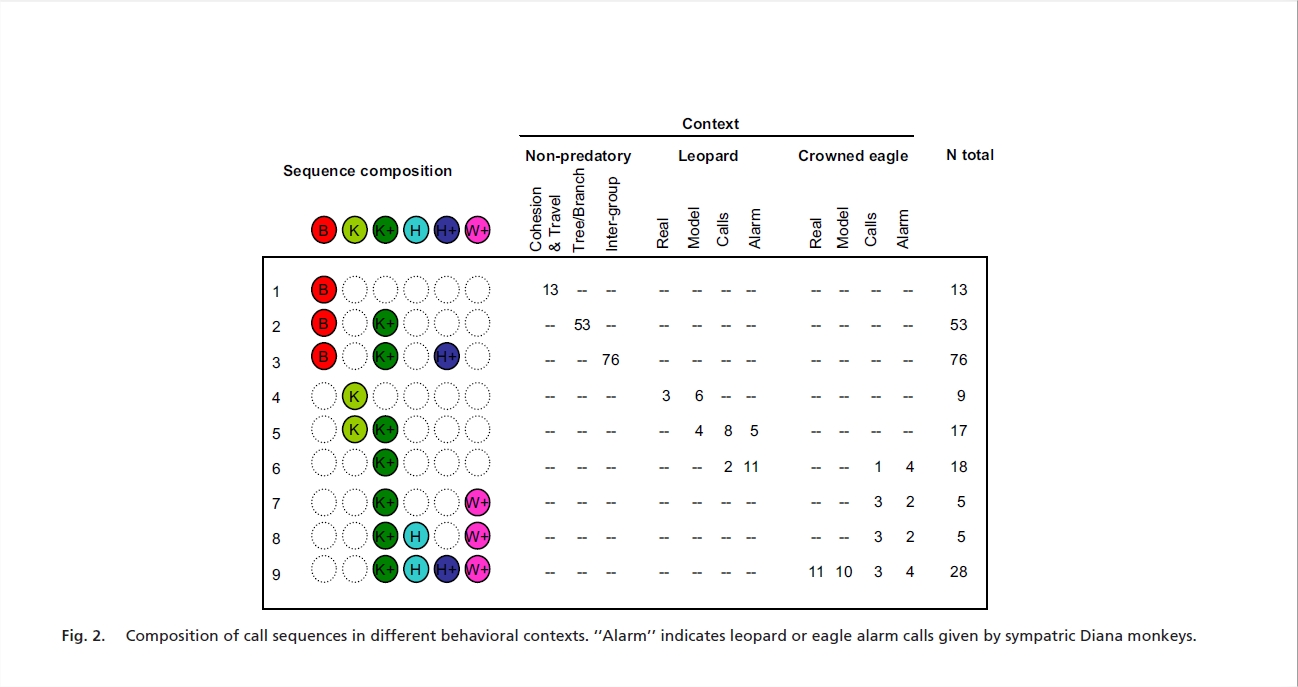 Context
Non-predatory Leopard Crowned eagle N total
Sequence composition
Cohesion & Travel Tree/Branch Inter-group Real Model Calls Alarm Real Model Calls Alarm
B K K+ H H+ W+
1 B 13 -- -- -- -- -- -- -- -- -- -- 13
2 B K+ -- 53 -- -- -- -- -- -- -- -- -- 53
3 B K+ H+ -- -- 76 -- -- -- -- -- -- -- -- 76
4 K -- -- -- 3 6 -- -- -- -- -- -- 9
5 K K+ -- -- -- -- 4 8 5 -- -- -- -- 17
6 K+ -- -- -- -- -- 2 11 -- -- 1 4 18
7 K+ W+ -- -- -- -- -- -- -- -- -- 3 2 5
8 K+ H W+ -- -- -- -- -- -- -- -- -- 3 2 5
9 K+ H H+ W+ -- -- -- -- -- -- -- 11 10 3 4 28
Fig. 2. Composition of call sequences in different behavioral contexts. ‘‘Alarm’’ indicates leopard or eagle alarm calls given by sympatric Diana monkeys.